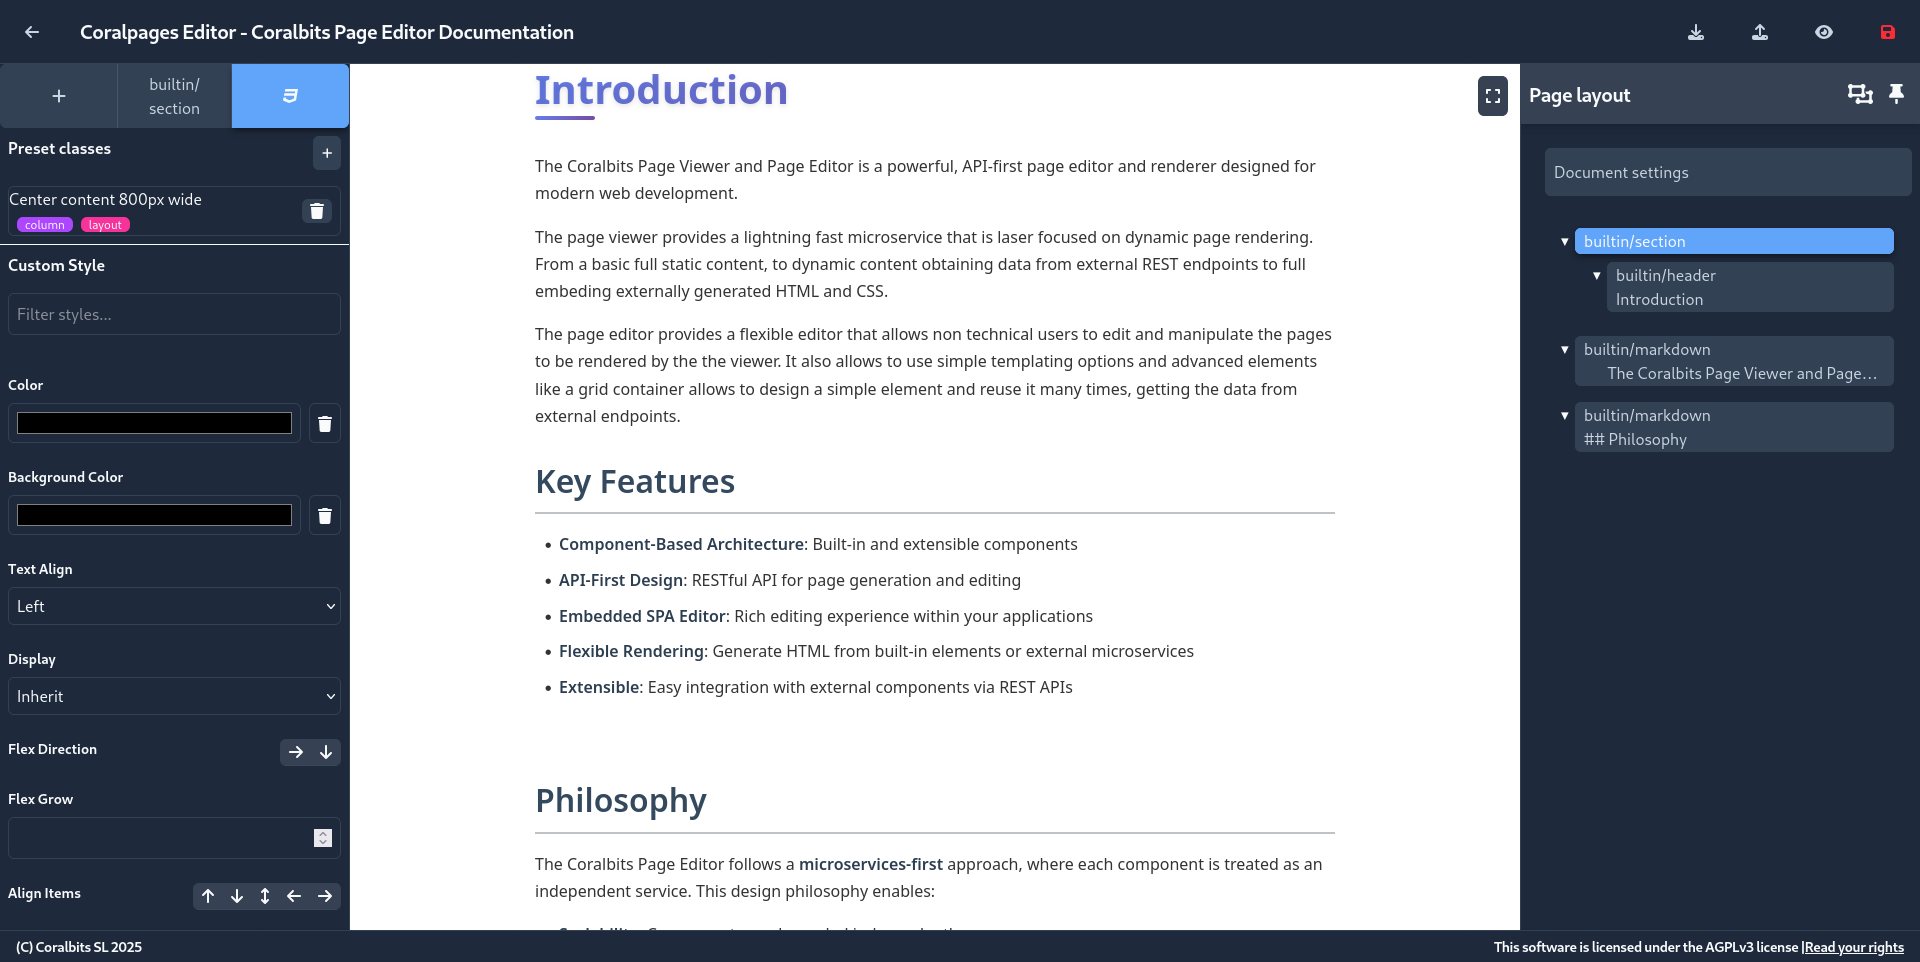 Coralpages Editor - Coralbits Page Editor Documentation
builtin/
section
Preset classes
Center content 800px wide
column layout
Custom Style
Filter styles...
Color
Background Color
Text Align
Left
Display
Inherit
Flex Direction
Flex Grow
Align Items
Introduction
The Coralbits Page Viewer and Page Editor is a powerful, API-first page editor and renderer designed for
modern web development.
The page viewer provides a lightning fast microservice that is laser focused on dynamic page rendering.
From a basic full static content, to dynamic content obtaining data from external REST endpoints to full
embeding externally generated HTML and CSS.
The page editor provides a flexible editor that allows non technical users to edit and manipulate the pages
to be rendered by the the viewer. It also allows to use simple templating options and advanced elements
like a grid container allows to design a simple element and reuse it many times, getting the data from
external endpoints.
Key Features
• Component-Based Architecture: Built-in and extensible components
• API-First Design: RESTful API for page generation and editing
• Embedded SPA Editor: Rich editing experience within your applications
• Flexible Rendering: Generate HTML from built-in elements or external microservices
• Extensible: Easy integration with external components via REST APIs
Philosophy
The Coralbits Page Editor follows a microservices-first approach, where each component is treated as an
independent service. This design philosophy enables:
Page layout
Document settings
builtin/section
builtin/header
Introduction
builtin/markdown
The Coralbits Page Viewer and Page...
builtin/markdown
## Philosophy
(C) Coralbits SL 2025
This software is licensed under the AGPLv3 license |Read your rights